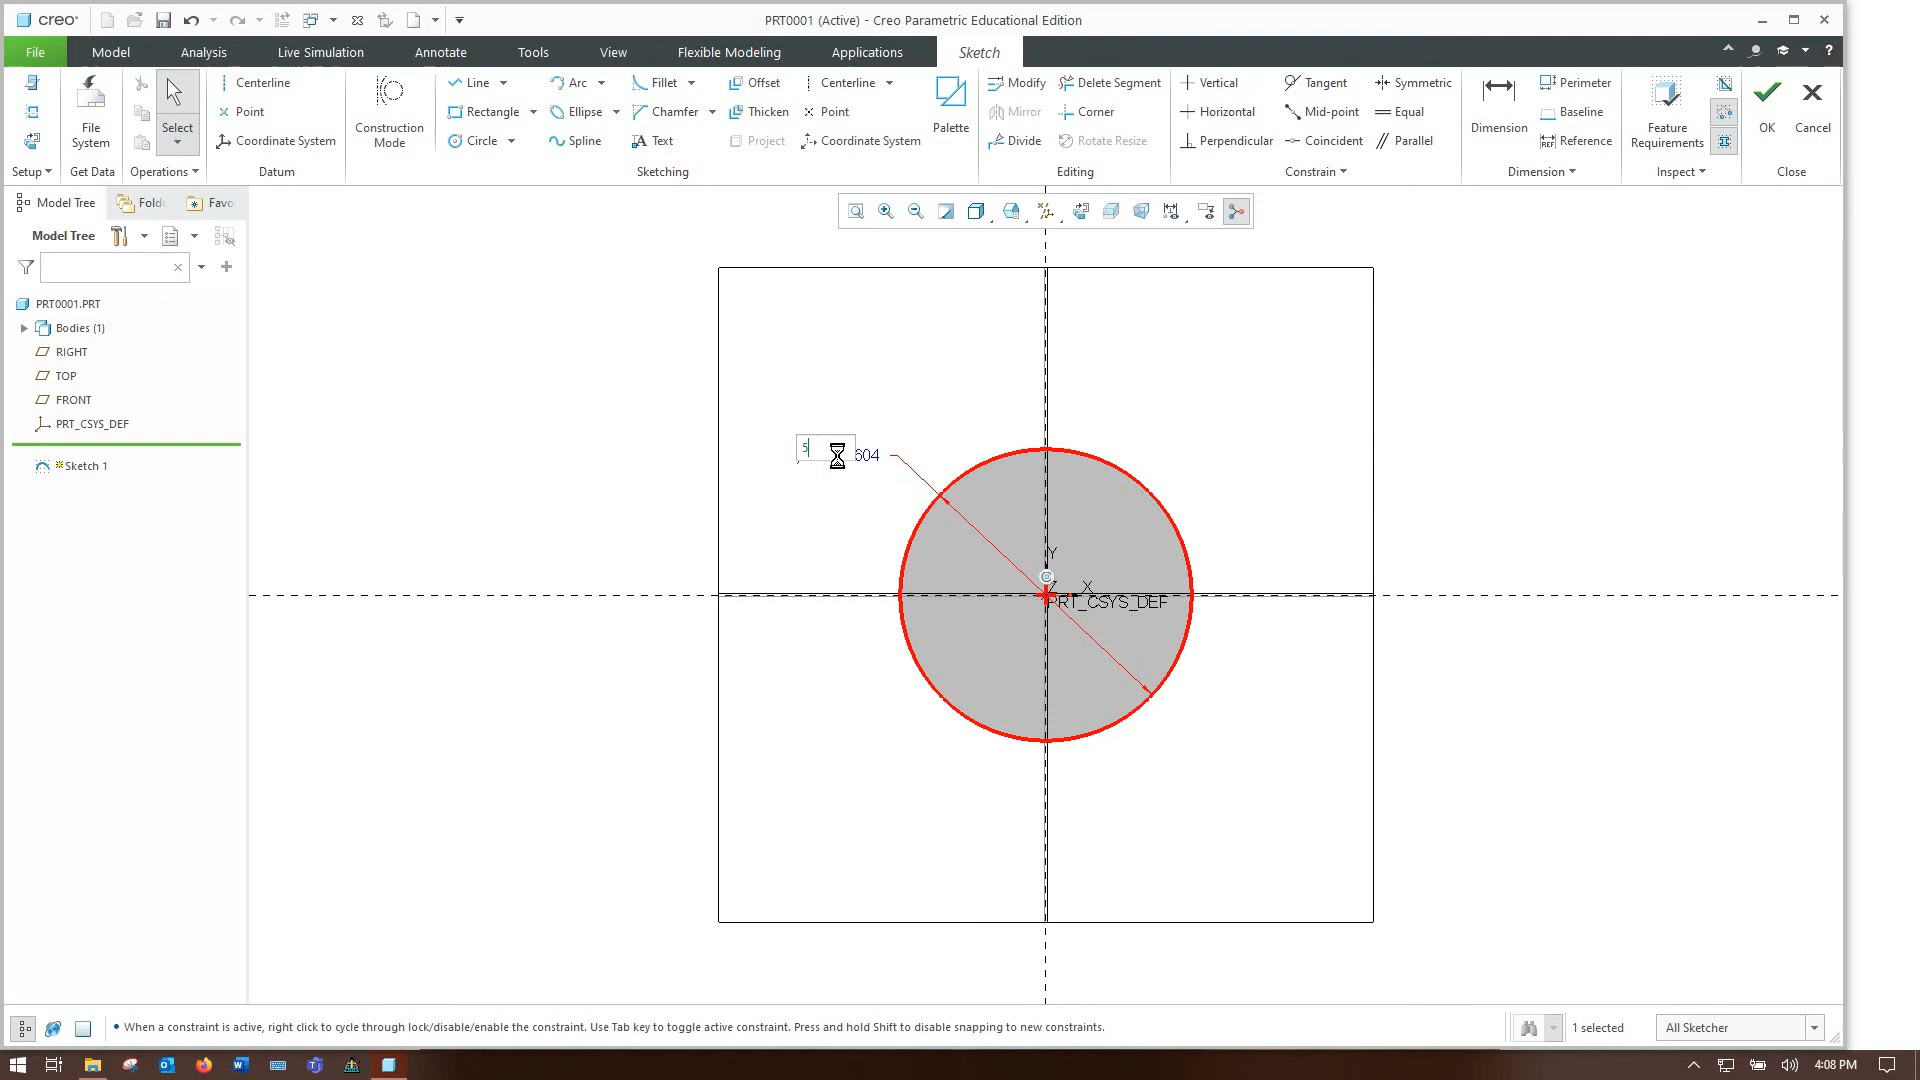 creo®
PRT0001 (Active) - Creo Parametric Educational Edition
File Model Analysis Live Simulation Annotate Tools View Flexible Modeling Applications Sketch
Centerline
Point
Coordinate System
File System
Select
Construction Mode
Line Arc Fillet Offset Centerline
Rectangle Ellipse Chamfer Thicken Point
Circle Spline Text Project Coordinate System
Palette
Modify Delete Segment
Mirror Corner
Divide Rotate Resize
Vertical Tangent Symmetric
Horizontal Mid-point Equal
Perpendicular Coincident Parallel
Dimension
Perimeter
Baseline
Reference
Feature Requirements
OK Cancel
Setup Get Data Operations Datum Sketching Editing Constrain Dimension Inspect Close
Model Tree Fold Favo
Model Tree
PRT0001.PRT
Bodies (1)
RIGHT
TOP
FRONT
PRT_CSYS_DEF
Sketch 1
5 604
Y
Z X
PRT_CSYS_DEF
• When a constraint is active, right click to cycle through lock/disable/enable the constraint. Use Tab key to toggle active constraint. Press and hold Shift to disable snapping to new constraints.
1 selected
All Sketcher
4:08 PM